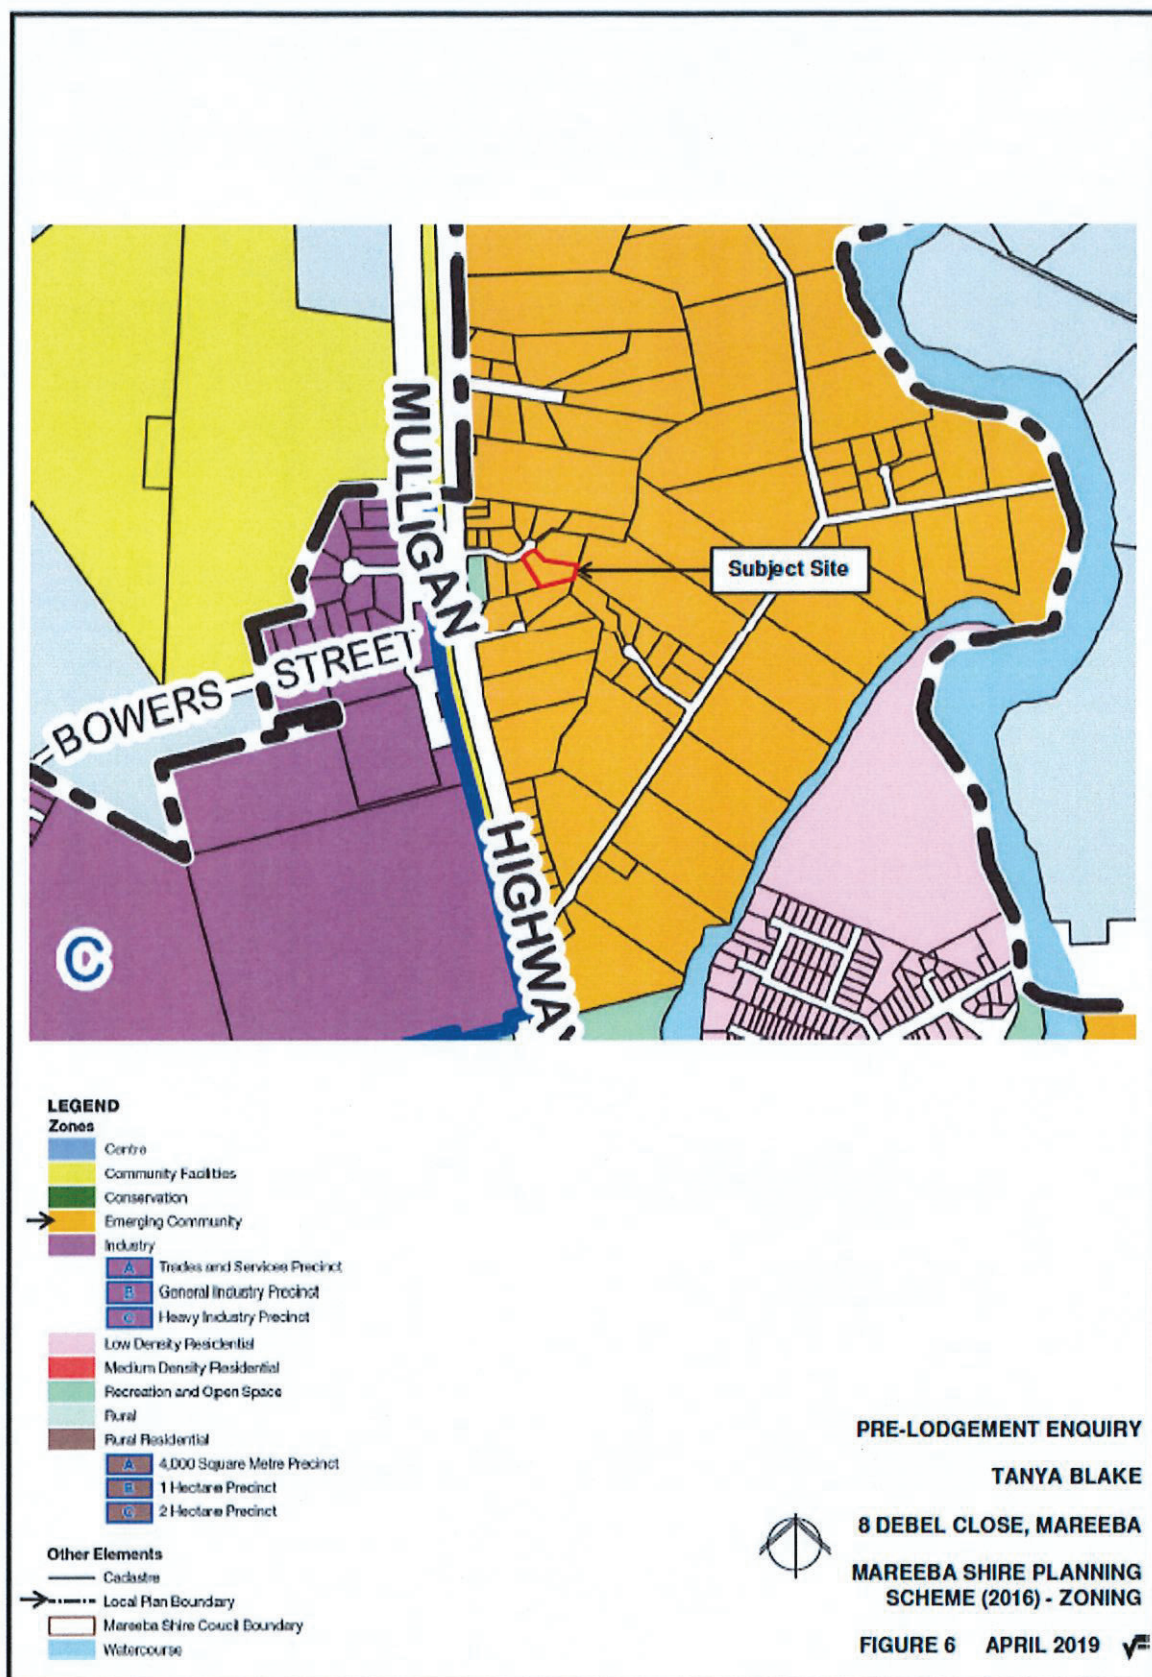 MULLIGAN
Subject Site
BOWERS STREET
HIGHWAY
C
LEGEND
Zones
Centre
Community Facilities
Conservation
Emerging Community
Industry
A Trades and Services Precinct
B General Industry Precinct
C Heavy Industry Precinct
Low Density Residential
Medium Density Residential
Recreation and Open Space
Rural
Rural Residential
A 4,000 Square Metre Precinct
B 1 Hectare Precinct
C 2 Hectare Precinct
Other Elements
Cadastre
Local Plan Boundary
Mareeba Shire Coucil Boundary
Watercourse
PRE-LODGEMENT ENQUIRY
TANYA BLAKE
8 DEBEL CLOSE, MAREEBA
MAREEBA SHIRE PLANNING
SCHEME (2016) - ZONING
FIGURE 6 APRIL 2019